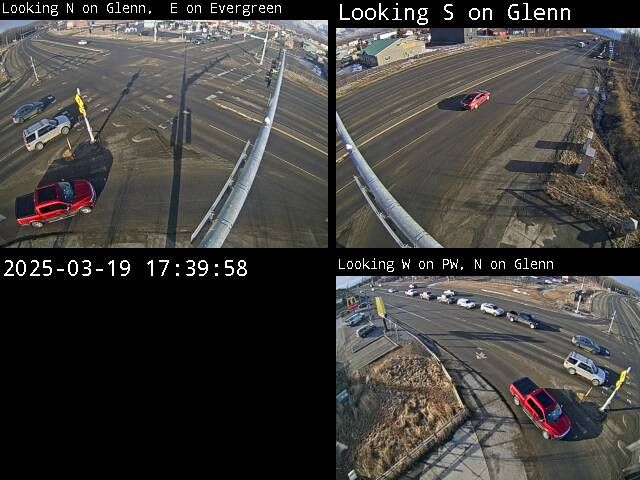 Looking N on Glenn, E on Evergreen
Looking S on Glenn
2025-03-19 17:39:58
Looking W on PW, N on Glenn